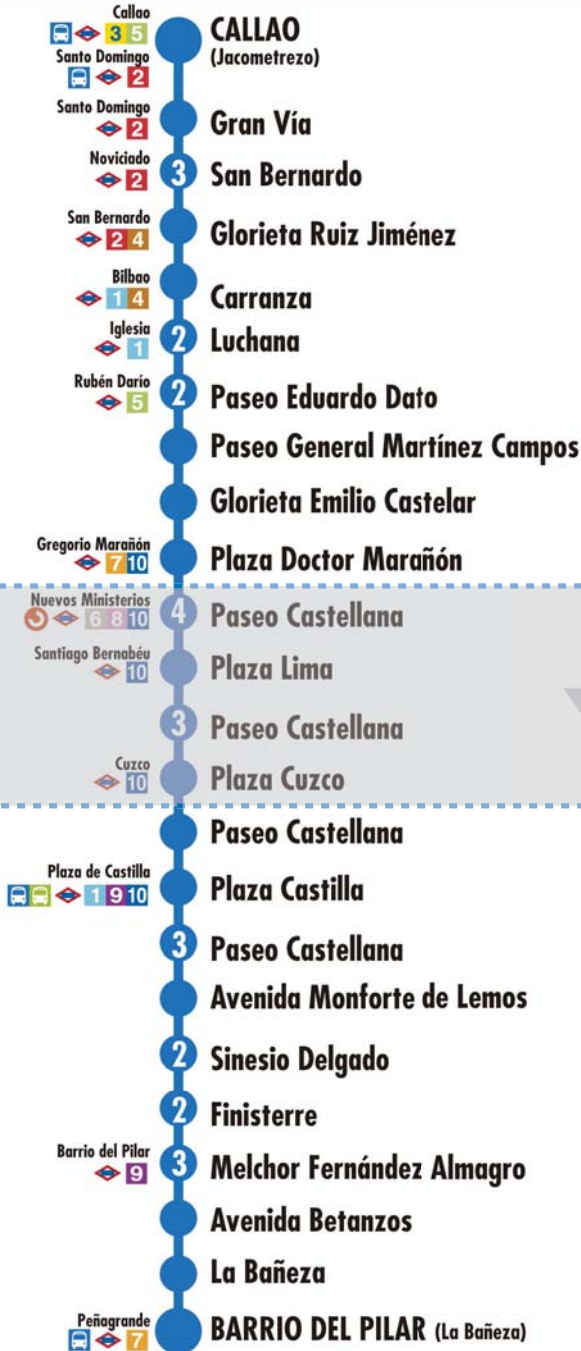 Callao
3 5
CALLAO
(Jacometrezo)
Santo Domingo
2
Santo Domingo
2
Gran Vía
Noviciado
2
3
San Bernardo
San Bernardo
2 4
Glorieta Ruiz Jiménez
Bilbao
1 4
Carranza
Iglesia
1
2
Luchana
Rubén Darío
5
2
Paseo Eduardo Dato
Paseo General Martínez Campos
Glorieta Emilio Castelar
Gregorio Marañón
7 10
Plaza Doctor Marañón
Nuevos Ministerios
6 8 10
4
Paseo Castellana
Santiago Bernabéu
10
Plaza Lima
3
Paseo Castellana
Cuzco
10
Plaza Cuzco
Paseo Castellana
Plaza de Castilla
1 9 10
Plaza Castilla
3
Paseo Castellana
Avenida Monforte de Lemos
2
Sinesio Delgado
2
Finisterre
Barrio del Pilar
9
3
Melchor Fernández Almagro
Avenida Betanzos
La Bañeza
Peñagrande
7
BARRIO DEL PILAR (La Bañeza)